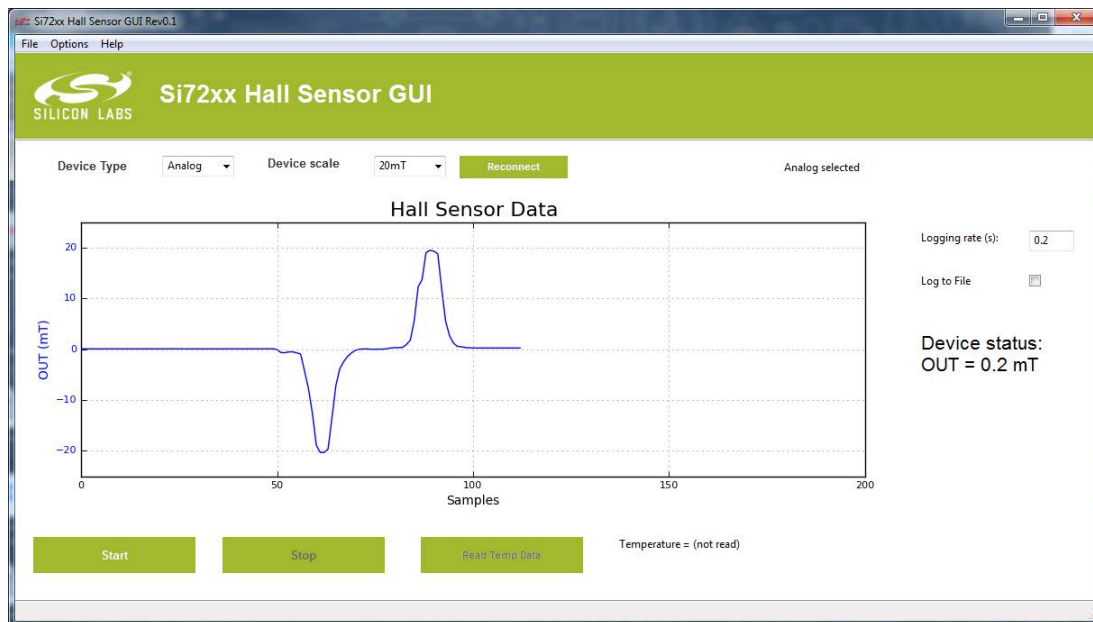 Si72xx Hall Sensor GUI Rev0.1
File Options Help
SILICON LABS
Si72xx Hall Sensor GUI
Device Type
Analog
Device scale
20mT
Reconnect
Analog selected
Hall Sensor Data
OUT (mT)
20
10
0
−10
−20
0
50
100
150
200
Samples
Logging rate (s):
0.2
Log to File
Device status:
OUT = 0.2 mT
Start
Stop
Read Temp Data
Temperature = (not read)